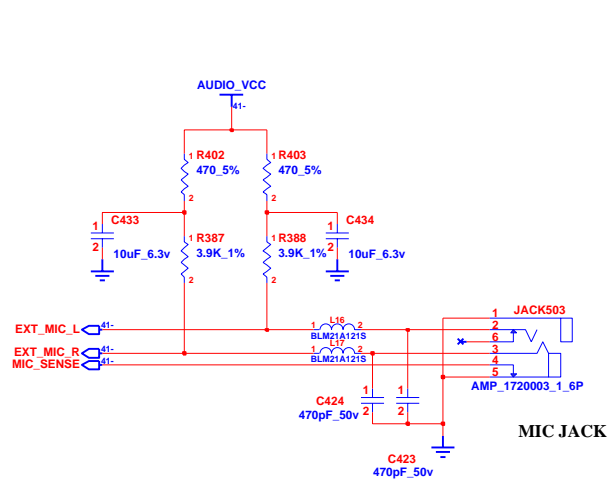 AUDIO_VCC
41-
1 R402
470_5%
2
1 R403
470_5%
2
1 C433
2
10uF_6.3v
1 R387
3.9K_1%
2
1 R388
3.9K_1%
2
1 C434
2
10uF_6.3v
EXT_MIC_L 41-
1 L16 2
BLM21A121S
EXT_MIC_R 41-
1 L17 2
BLM21A121S
MIC_SENSE 41-
JACK503
1
2
6
3
4
5
AMP_1720003_1_6P
C424 1
470pF_50v 2
1
2
C423
470pF_50v
MIC JACK